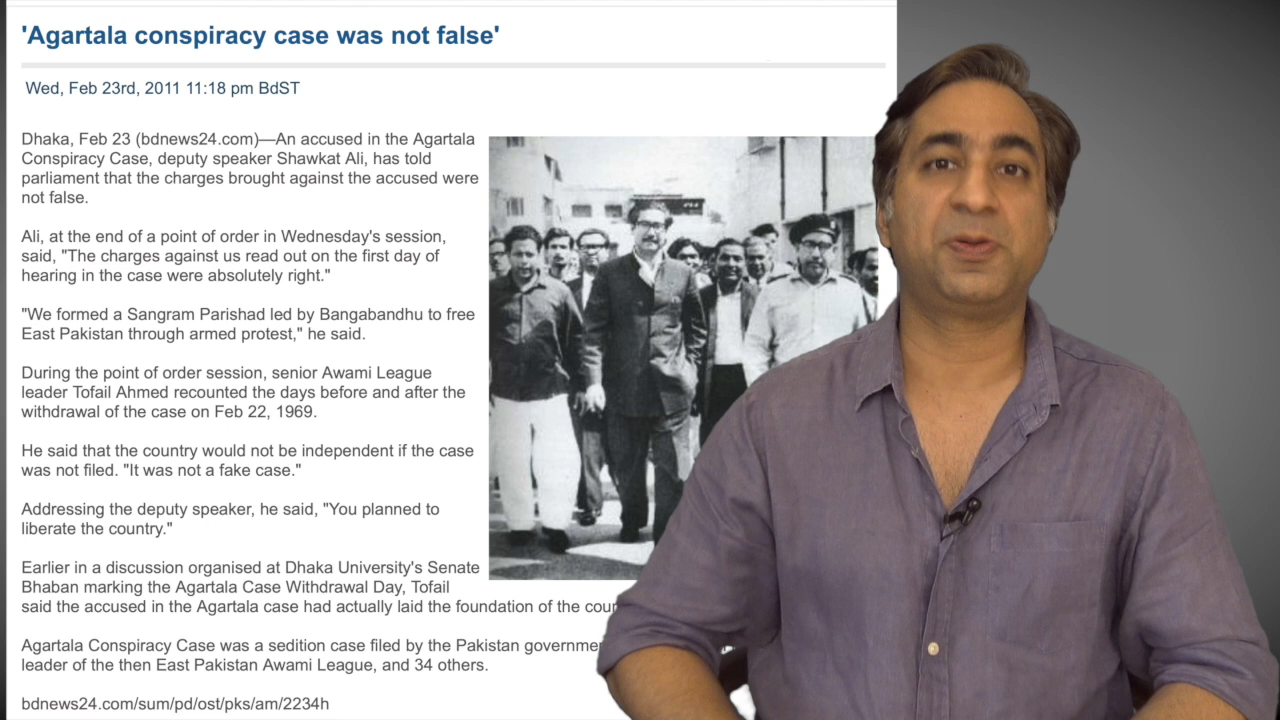 'Agartala conspiracy case was not false'
Wed, Feb 23rd, 2011 11:18 pm BdST
Dhaka, Feb 23 (bdnews24.com)—An accused in the Agartala
Conspiracy Case, deputy speaker Shawkat Ali, has told
parliament that the charges brought against the accused were
not false.
Ali, at the end of a point of order in Wednesday's session,
said, "The charges against us read out on the first day of
hearing in the case were absolutely right."
"We formed a Sangram Parishad led by Bangabandhu to free
East Pakistan through armed protest," he said.
During the point of order session, senior Awami League
leader Tofail Ahmed recounted the days before and after the
withdrawal of the case on Feb 22, 1969.
He said that the country would not be independent if the case
was not filed. "It was not a fake case."
Addressing the deputy speaker, he said, "You planned to
liberate the country."
Earlier in a discussion organised at Dhaka University's Senate
Bhaban marking the Agartala Case Withdrawal Day, Tofail
said the accused in the Agartala case had actually laid the foundation of the
Agartala Conspiracy Case was a sedition case filed by the Pakistan
leader of the then East Pakistan Awami League, and 34 others.
bdnews24.com/sum/pd/ost/pks/am/2234h